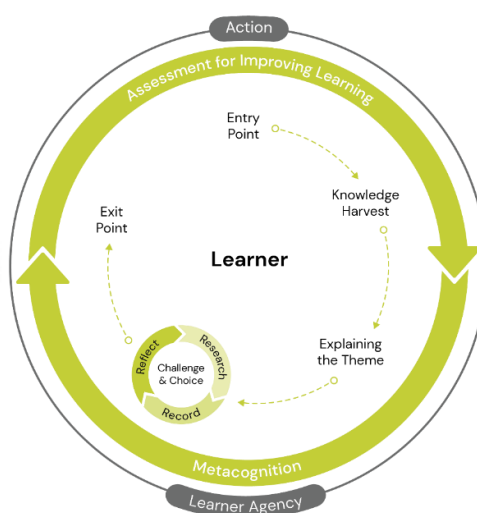 Action
Assessment for Improving Learning
Entry
Point
Knowledge
Harvest
Exit
Point
Learner
Explaining
the Theme
Reflect
Research
Challenge
& Choice
Record
Metacognition
Learner Agency